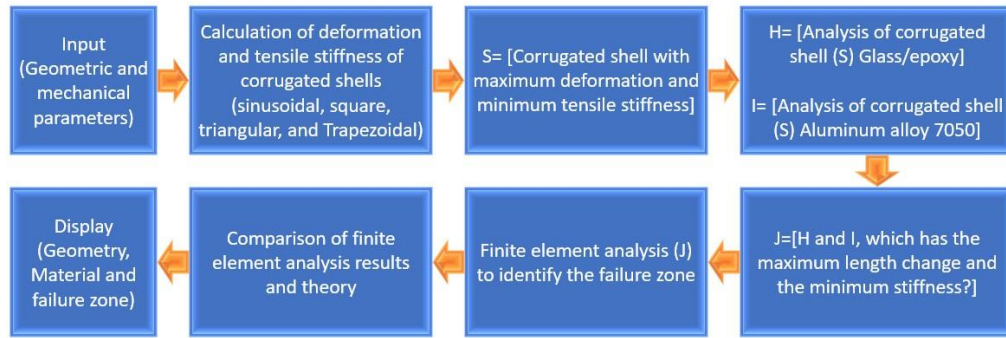 Input
(Geometric and
mechanical
parameters)
Calculation of deformation
and tensile stiffness of
corrugated shells
(sinusoidal, square,
triangular, and Trapezoidal)
S= [Corrugated shell with
maximum deformation and
minimum tensile stiffness]
H= [Analysis of corrugated
shell (S) Glass/epoxy]
I= [Analysis of corrugated shell
(S) Aluminum alloy 7050]
J=[H and I, which has the
maximum length change and
the minimum stiffness?]
Finite element analysis (J)
to identify the failure zone
Comparison of finite
element analysis results
and theory
Display
(Geometry,
Material and
failure zone)